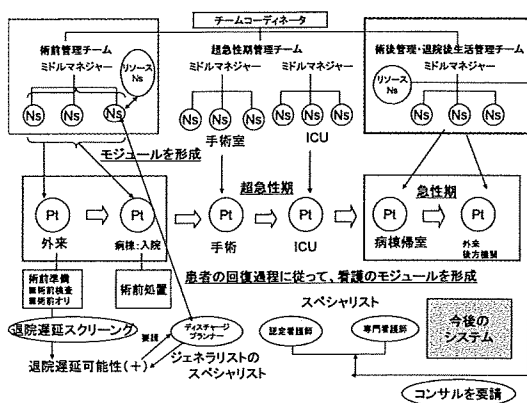 チームコーディネータ
術前管理チーム
ミドルマネジャー
リソース
Ns
Ns
Ns
Ns
超急性期管理チーム
ミドルマネジャー
ミドルマネジャー
Ns
Ns
Ns
Ns
Ns
Ns
手術室
ICU
術後管理・退院後生活管理チーム
ミドルマネジャー
リソース
Ns
Ns
Ns
Ns
モジュールを形成
超急性期
急性期
Pt
Pt
Pt
Pt
Pt
Pt
外来
病棟:入院
手術
ICU
病棟帰室
外来
後方機関
術前準備
■術前検査
■術前オリ
術前処置
患者の回復過程に従って、看護のモジュールを形成
退院遅延スクリーング
退院遅延可能性(+)
要請
ディスチャージ
プランナー
ジェネラリストの
スペシャリスト
スペシャリスト
認定看護師
専門看護師
今後の
システム
コンサルを要請